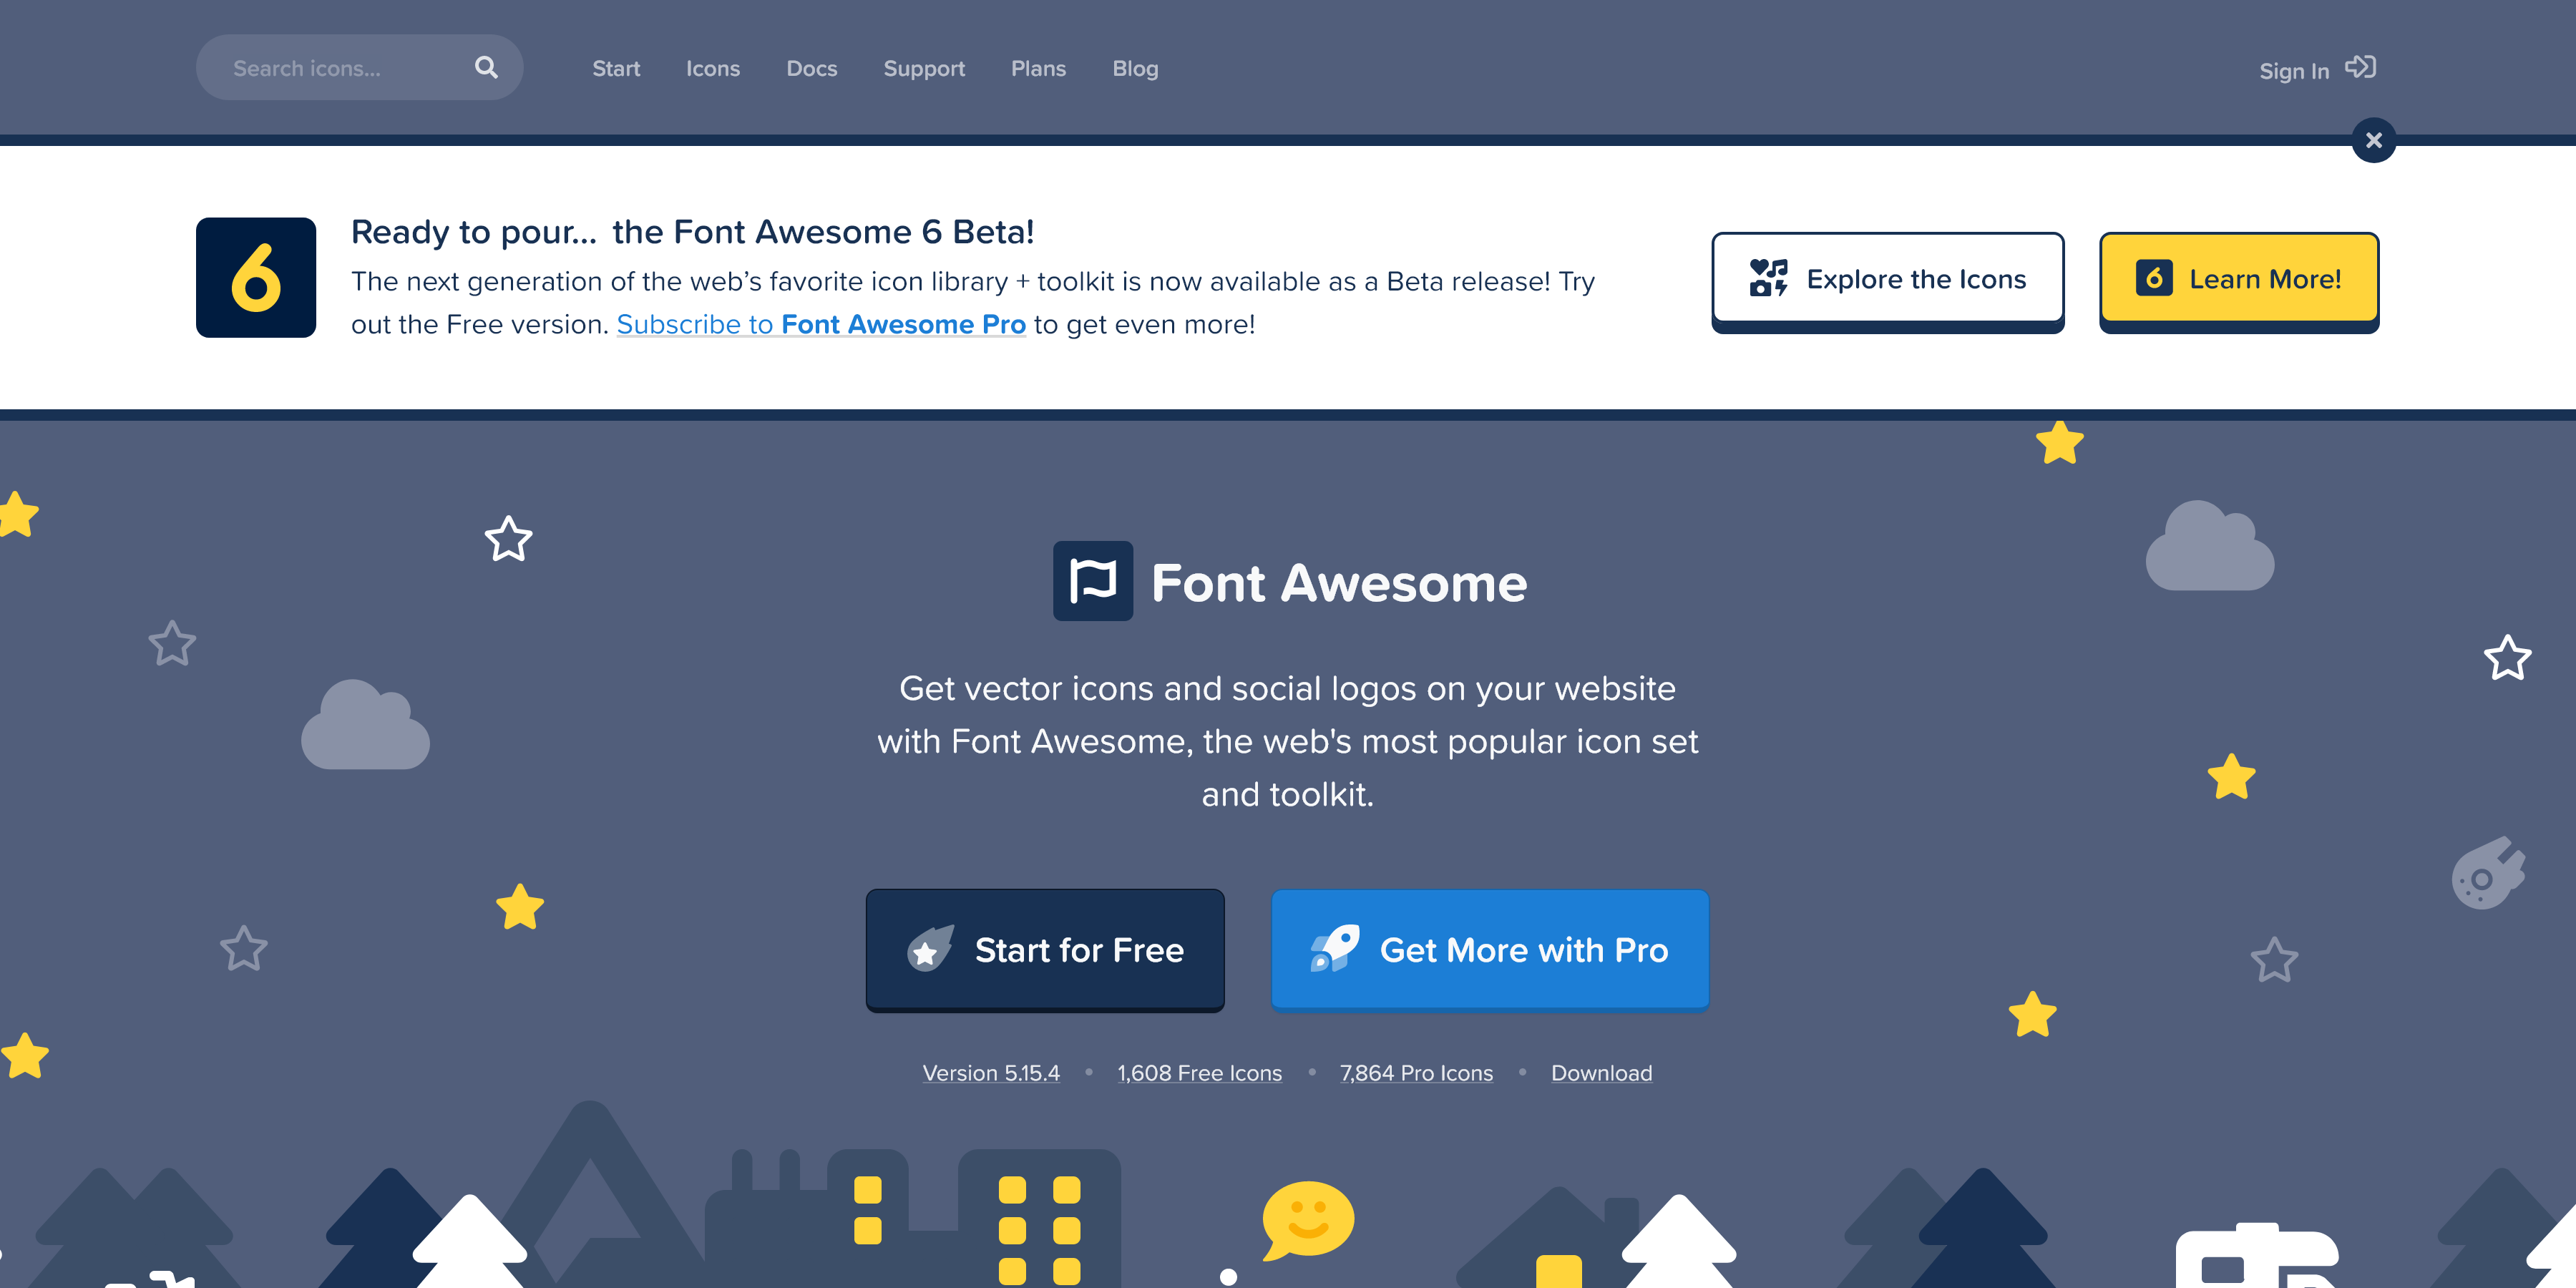 Search icons...
Start
Icons
Docs
Support
Plans
Blog
Sign In
6
Ready to pour... the Font Awesome 6 Beta!
The next generation of the web’s favorite icon library + toolkit is now available as a Beta release! Try
out the Free version. Subscribe to Font Awesome Pro to get even more!
Explore the Icons
6 Learn More!
Font Awesome
Get vector icons and social logos on your website
with Font Awesome, the web's most popular icon set
and toolkit.
Start for Free
Get More with Pro
Version 5.15.4 • 1,608 Free Icons • 7,864 Pro Icons • Download